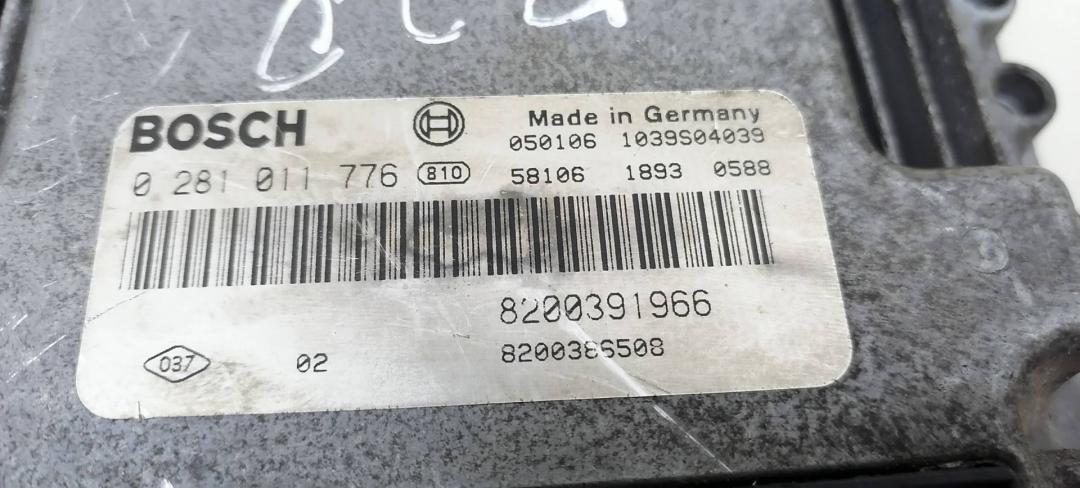 BOSCH
Made in Germany
050106 1039S04039
0 281 011 776 810 58106 1893 0588
8200391966
037 02 8200386508